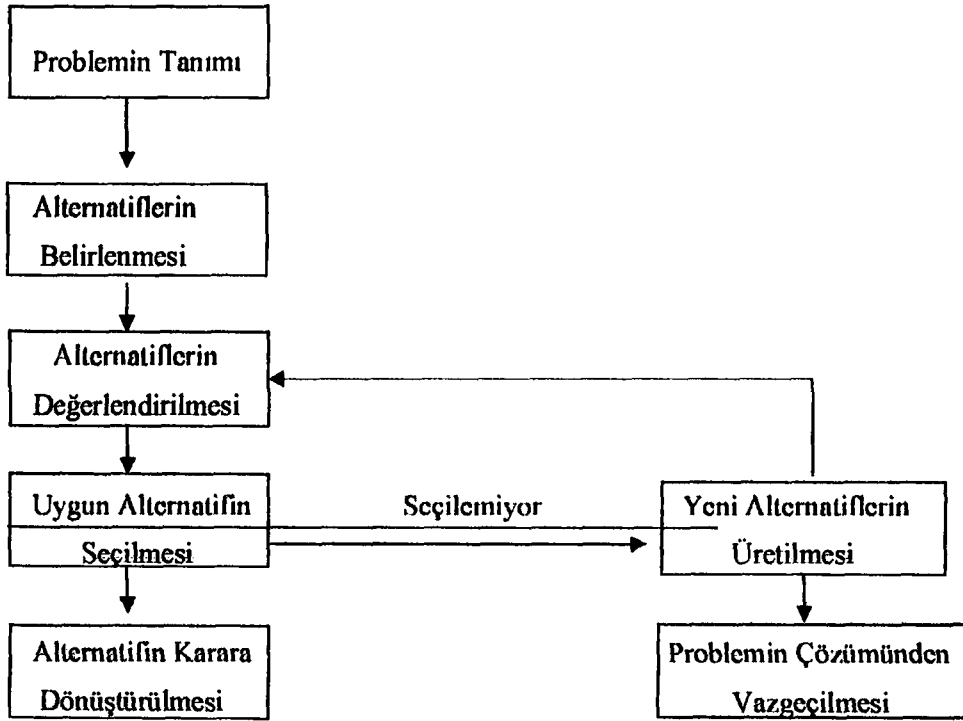 Problemin Tanımı
Alternatiflerin
Belirlenmesi
Alternatiflerin
Değerlendirilmesi
Uygun Alternatifin
Seçilmesi
Seçilemiyor
Yeni Alternatiflerin
Üretilmesi
Alternatifin Karara
Dönüştürülmesi
Problemin Çözümünden
Vazgeçilmesi